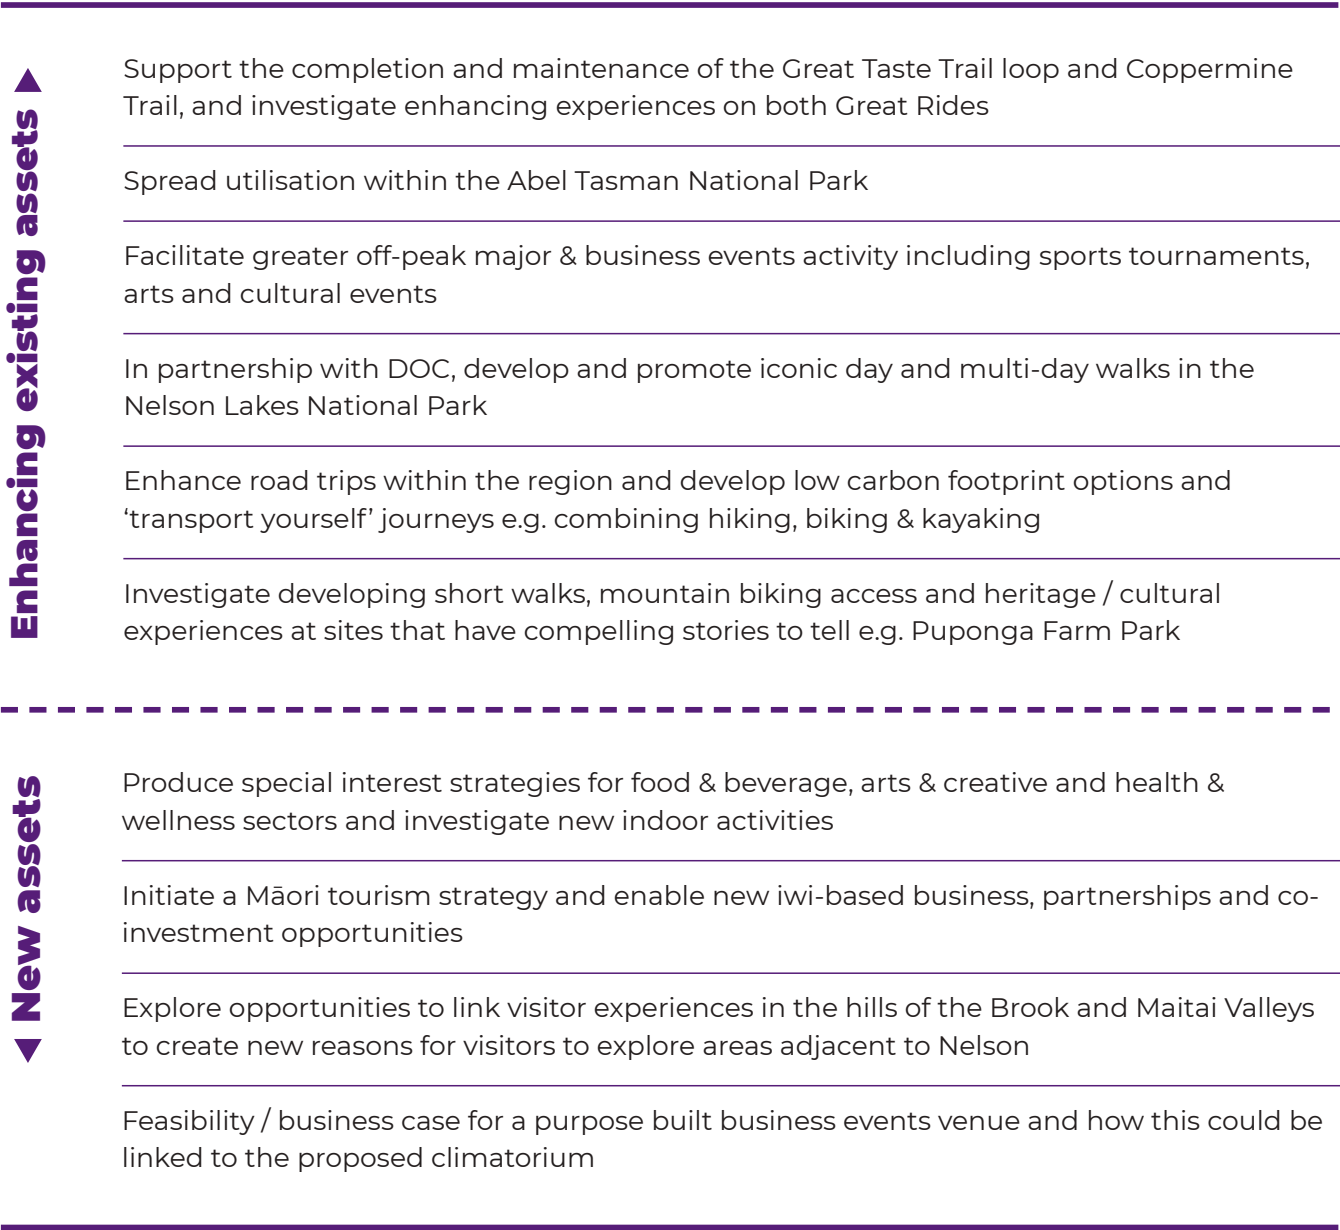 Enhancing existing assets
Support the completion and maintenance of the Great Taste Trail loop and Coppermine
Trail, and investigate enhancing experiences on both Great Rides
Spread utilisation within the Abel Tasman National Park
Facilitate greater off-peak major & business events activity including sports tournaments,
arts and cultural events
In partnership with DOC, develop and promote iconic day and multi-day walks in the
Nelson Lakes National Park
Enhance road trips within the region and develop low carbon footprint options and
‘transport yourself’ journeys e.g. combining hiking, biking & kayaking
Investigate developing short walks, mountain biking access and heritage / cultural
experiences at sites that have compelling stories to tell e.g. Puponga Farm Park
New assets
Produce special interest strategies for food & beverage, arts & creative and health &
wellness sectors and investigate new indoor activities
Initiate a Māori tourism strategy and enable new iwi-based business, partnerships and co-
investment opportunities
Explore opportunities to link visitor experiences in the hills of the Brook and Maitai Valleys
to create new reasons for visitors to explore areas adjacent to Nelson
Feasibility / business case for a purpose built business events venue and how this could be
linked to the proposed climatorium